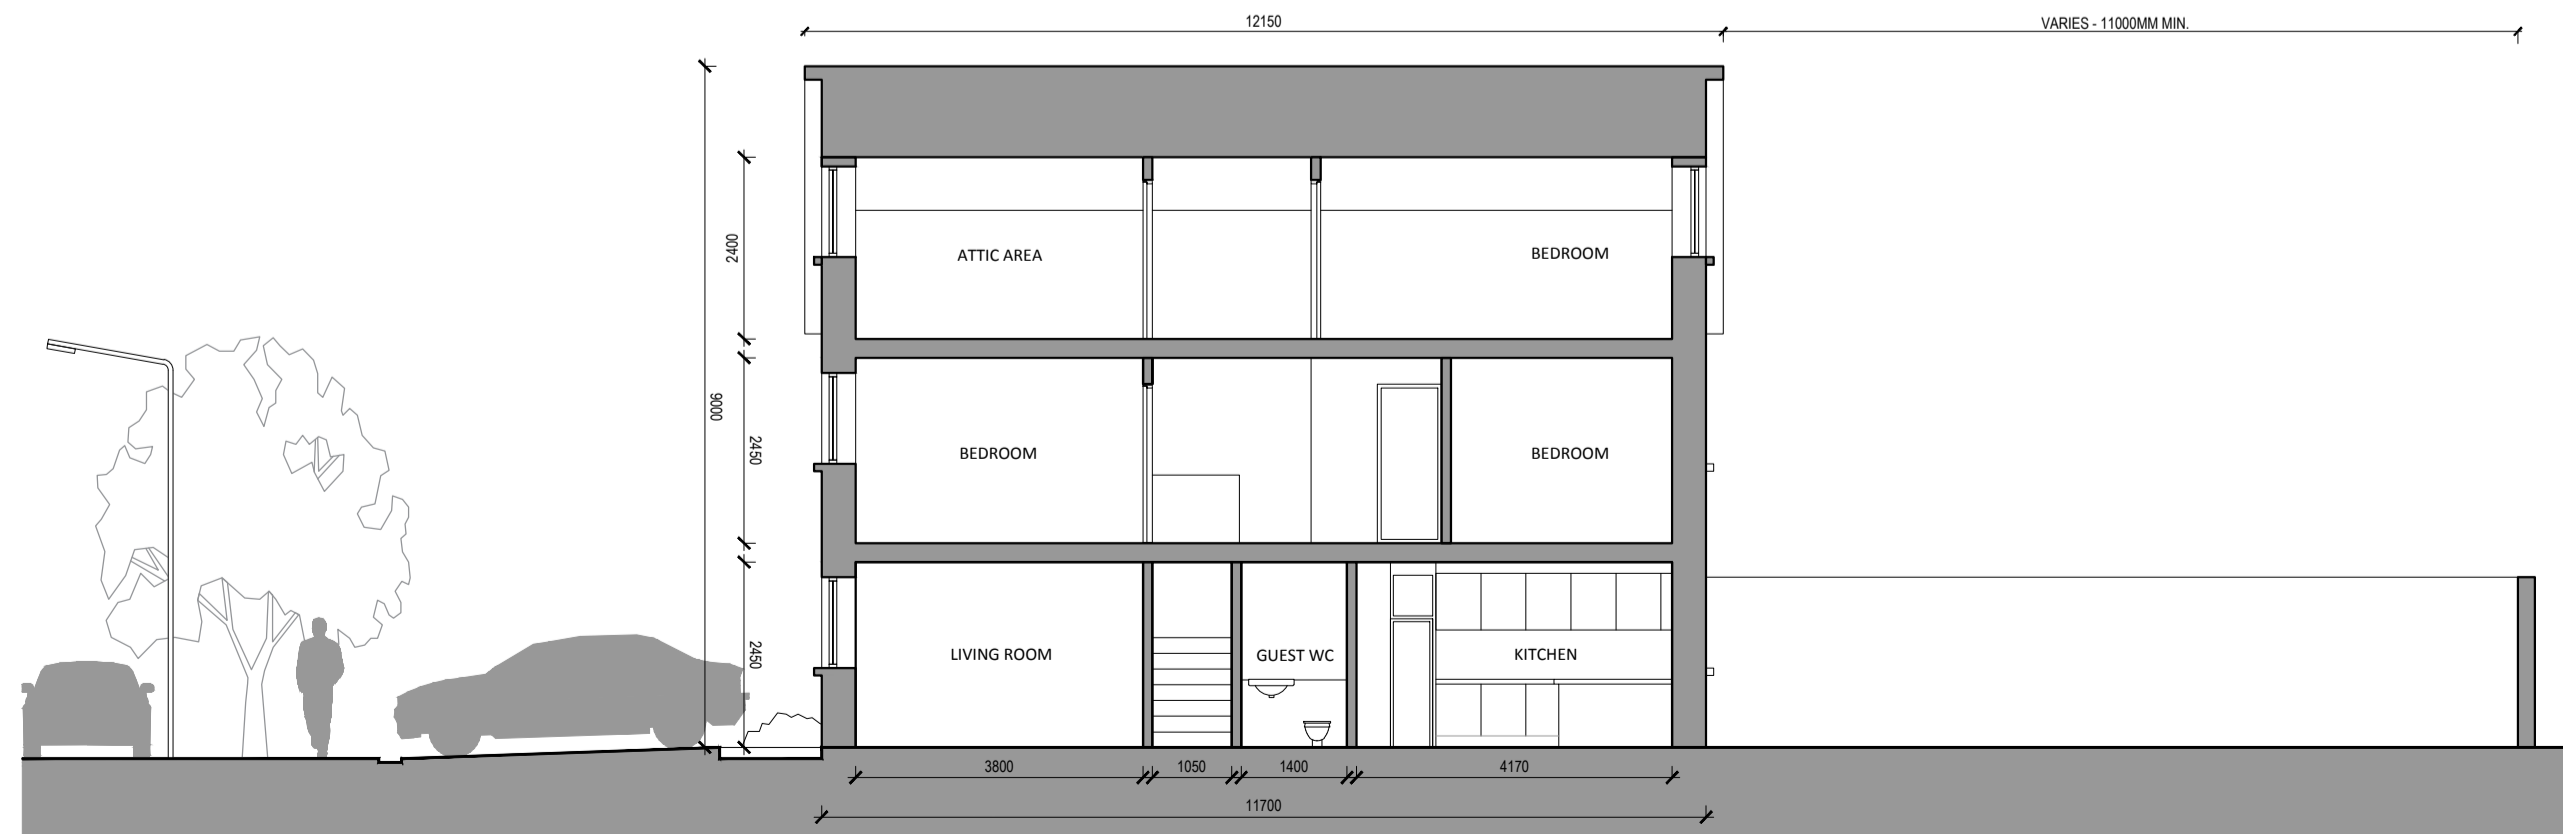 12150
VARIES - 11000MM MIN.
2400
ATTIC AREA
BEDROOM
9000
2450
BEDROOM
BEDROOM
2450
LIVING ROOM
GUEST WC
KITCHEN
3800
1050
1400
4170
11700